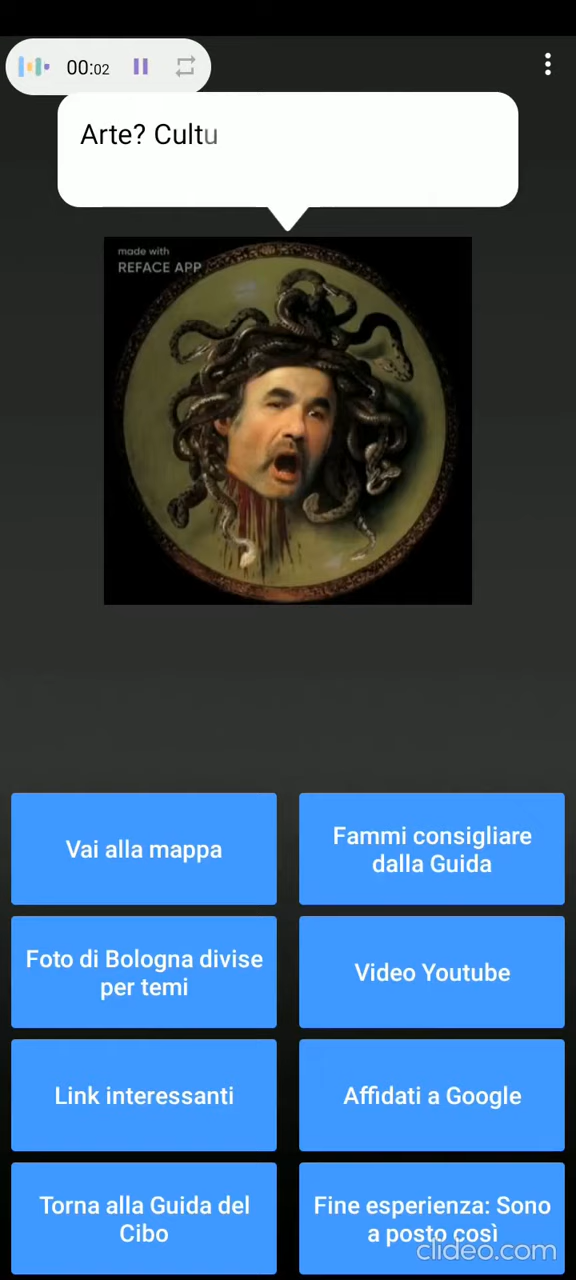 00:02
Arte? Cultu
made with
REFACE APP
Vai alla mappa
Fammi consigliare
dalla Guida
Foto di Bologna divise
per temi
Video Youtube
Link interessanti
Affidati a Google
Torna alla Guida del
Cibo
Fine esperienza: Sono
a posto così
clideo.com